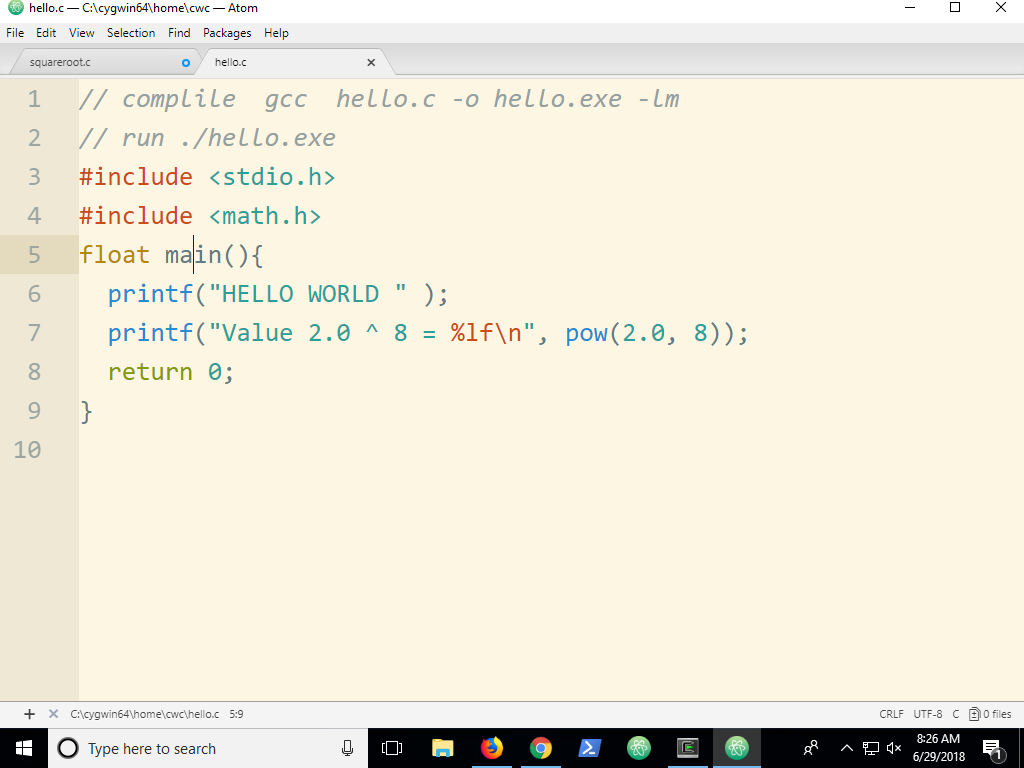 hello.c — C:\cygwin64\home\cwc — Atom
File Edit View Selection Find Packages Help
squareroot.c hello.c
1 // complile  gcc  hello.c -o hello.exe -lm
2 // run ./hello.exe
3 #include <stdio.h>
4 #include <math.h>
5 float main(){
6   printf("HELLO WORLD " );
7   printf("Value 2.0 ^ 8 = %lf\n", pow(2.0, 8));
8   return 0;
9 }
10
C:\cygwin64\home\cwc\hello.c 5:9 CRLF UTF-8 C 0 files
Type here to search
8:26 AM
6/29/2018
1